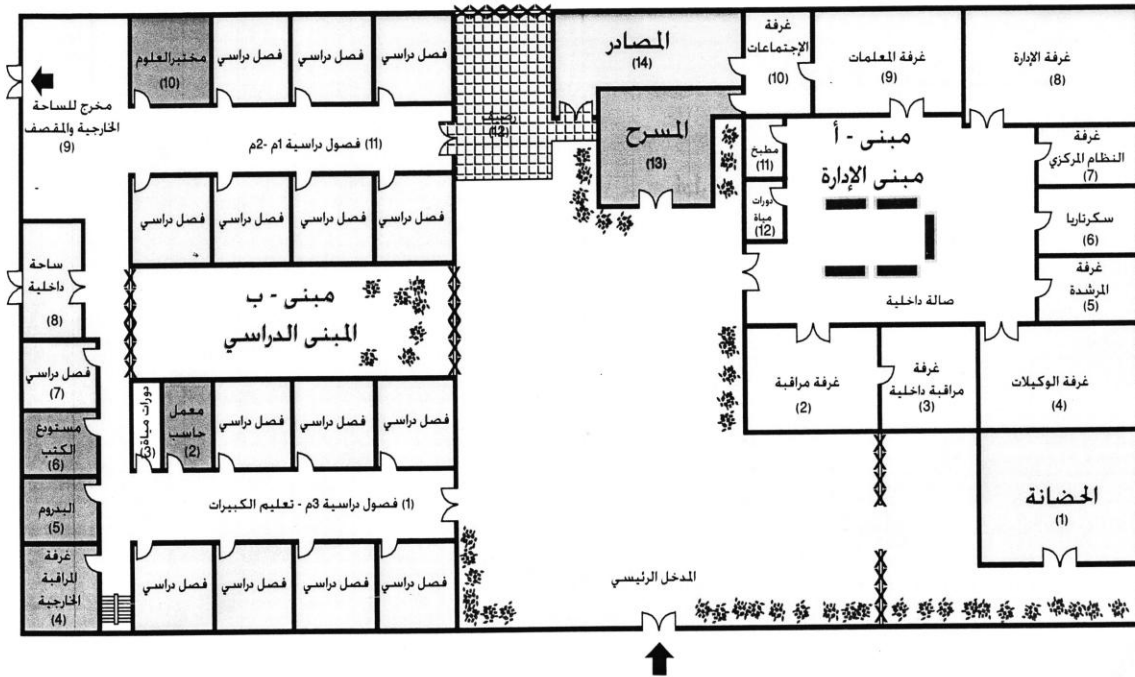 غرفة
الإجتماعات
(10)
غرفة المعلمات
(9)
غرفة الإدارة
(8)
المصادر
(14)
المسرح
(13)
رصيف
(12)
مبنى - أ
مبنى الإدارة
مطبخ
(11)
دورات
مياة
(12)
غرفة
النظام المركزي
(7)
سكرتاريا
(6)
غرفة
المرشدة
(5)
صالة داخلية
غرفة مراقبة
(2)
غرفة
مراقبة داخلية
(3)
غرفة الوكيلات
(4)
الحضانة
(1)
المدخل الرئيسي
فصل دراسي
فصل دراسي
فصل دراسي
مختبر العلوم
(10)
مخرج للساحة
الخارجية والمقصف
(9)
(11) فصول دراسية 1م -2م
فصل دراسي
فصل دراسي
فصل دراسي
فصل دراسي
ساحة
داخلية
(8)
مبنى - ب
المبنى الدراسي
فصل دراسي
(7)
فصل دراسي
فصل دراسي
فصل دراسي
معمل
حاسب
(2)
دورات مياة
(3)
مستودع
الكتب
(6)
البدروم
(5)
(1) فصول دراسية 3م - تعليم الكبيرات
فصل دراسي
فصل دراسي
فصل دراسي
فصل دراسي
غرفة
المراقبة
الخارجية
(4)